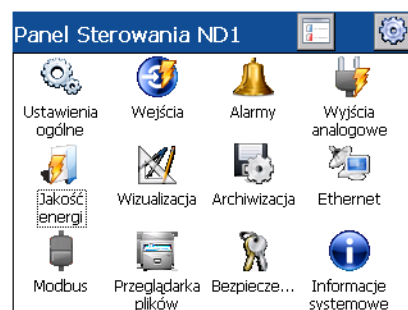 Panel Sterowania ND1
Ustawienia ogólne
Wejścia
Alarmy
Wyjścia analogowe
Jakość energi
Wizualizacja
Archiwizacja
Ethernet
Modbus
Przeglądarka plików
Bezpiecze...
Informacje systemowe